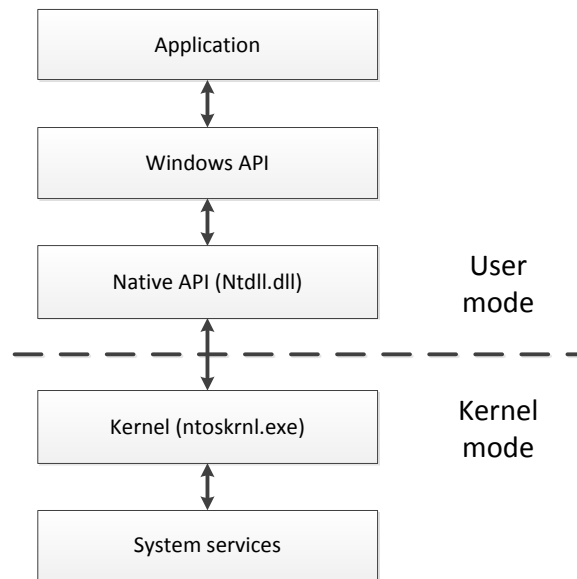 Application
Windows API
Native API (Ntdll.dll)
User
mode
Kernel (ntoskrnl.exe)
Kernel
mode
System services